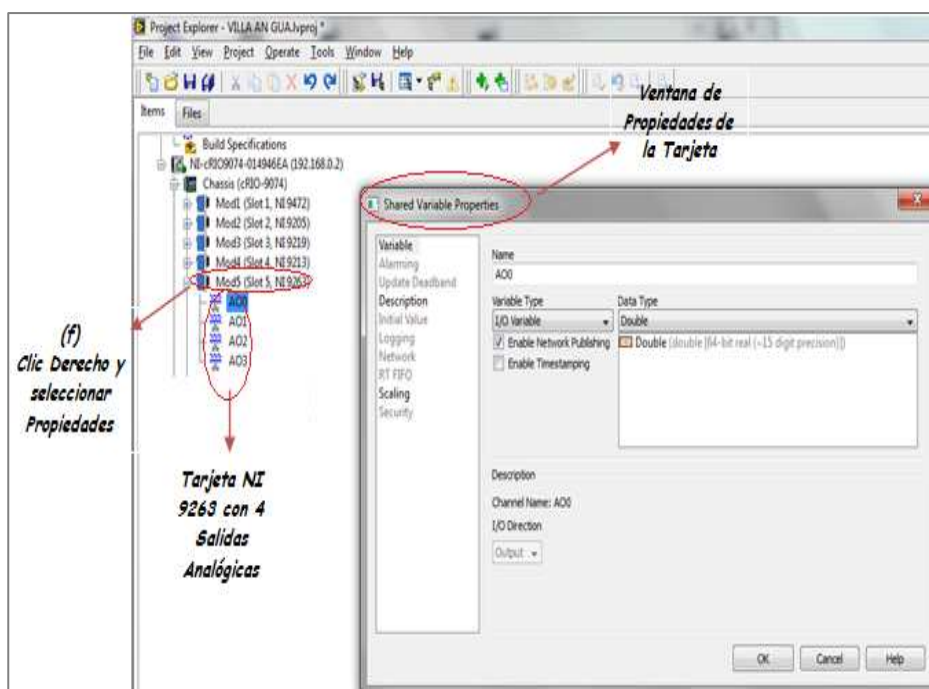 Project Explorer - VILLA AN GUA.lvproj *
File Edit View Project Operate Tools Window Help
Items Files
Build Specifications
NI-cRIO9074-014946EA (192.168.0.2)
Chassis (cRIO-9074)
Mod1 (Slot 1, NI 9472)
Mod2 (Slot 2, NI 9205)
Mod3 (Slot 3, NI 9219)
Mod4 (Slot 4, NI 9213)
Mod5 (Slot 5, NI 9263)
AO0
AO1
AO2
AO3
(f)
Clic Derecho y
seleccionar
Propiedades
Tarjeta NI
9263 con 4
Salidas
Analógicas
Ventana de
Propiedades de
la Tarjeta
Shared Variable Properties
Variable
Alarming
Update Deadband
Description
Initial Value
Logging
Network
RT FIFO
Scaling
Security
Name
AO0
Variable Type
I/O Variable
Enable Network Publishing
Enable Timestamping
Data Type
Double
Double (double [64-bit real (~15 digit precision)])
Description
Channel Name: AO0
I/O Direction
Output
OK Cancel Help